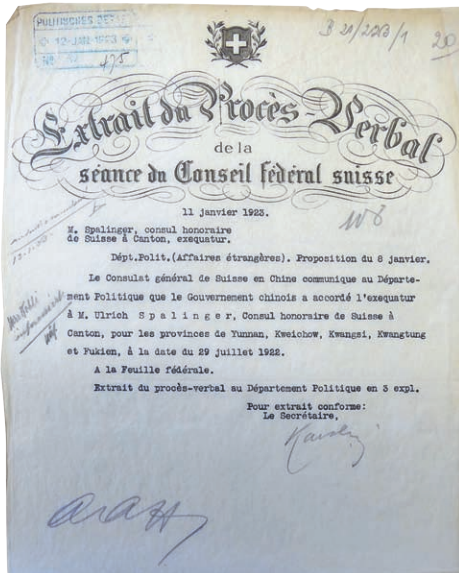 POLITISCHES DEPA
12-JAN-1923
475
B 21/2203/1
20
Extrait du Procès-Verbal
de la
séance du Conseil fédéral suisse
11 janvier 1923.
M. Spalinger, consul honoraire
de Suisse à Canton, exequatur.
Dépt.Polit.(Affaires étrangères). Proposition du 8 janvier.
Le Consulat général de Suisse en Chine communique au Départe-
ment Politique que le Gouvernement chinois a accordé l'exequatur
à M. Ulrich Spalinger, Consul honoraire de Suisse à
Canton, pour les provinces de Yunnan, Kweichow, Kwangsi, Kwangtung
et Fukien, à la date du 29 juillet 1922.
A la Feuille fédérale.
Extrait du procès-verbal au Département Politique en 3 expl.
Pour extrait conforme:
Le Secrétaire,